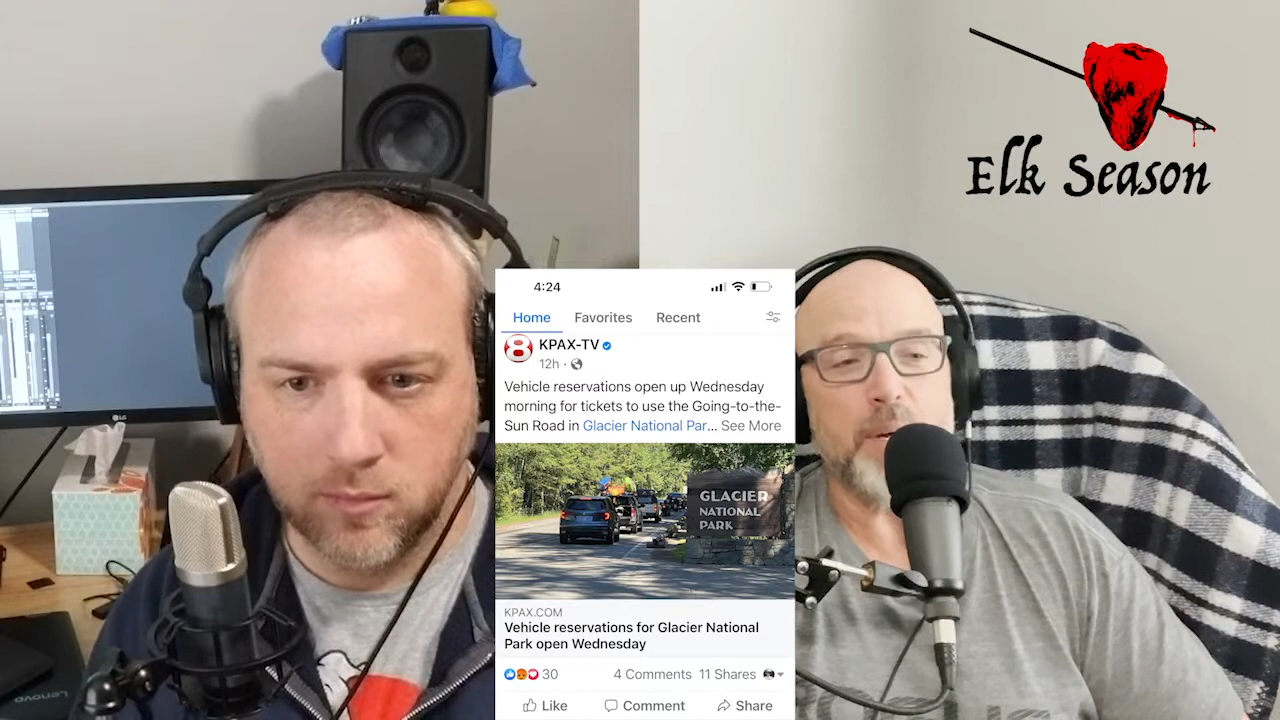 Elk Season
4:24
Home Favorites Recent
KPAX-TV
12h ·
Vehicle reservations open up Wednesday
morning for tickets to use the Going-to-the-
Sun Road in Glacier National Par... See More
GLACIER
NATIONAL
PARK
KPAX.COM
Vehicle reservations for Glacier National
Park open Wednesday
30 4 Comments 11 Shares
Like Comment Share
LG
Lenovo